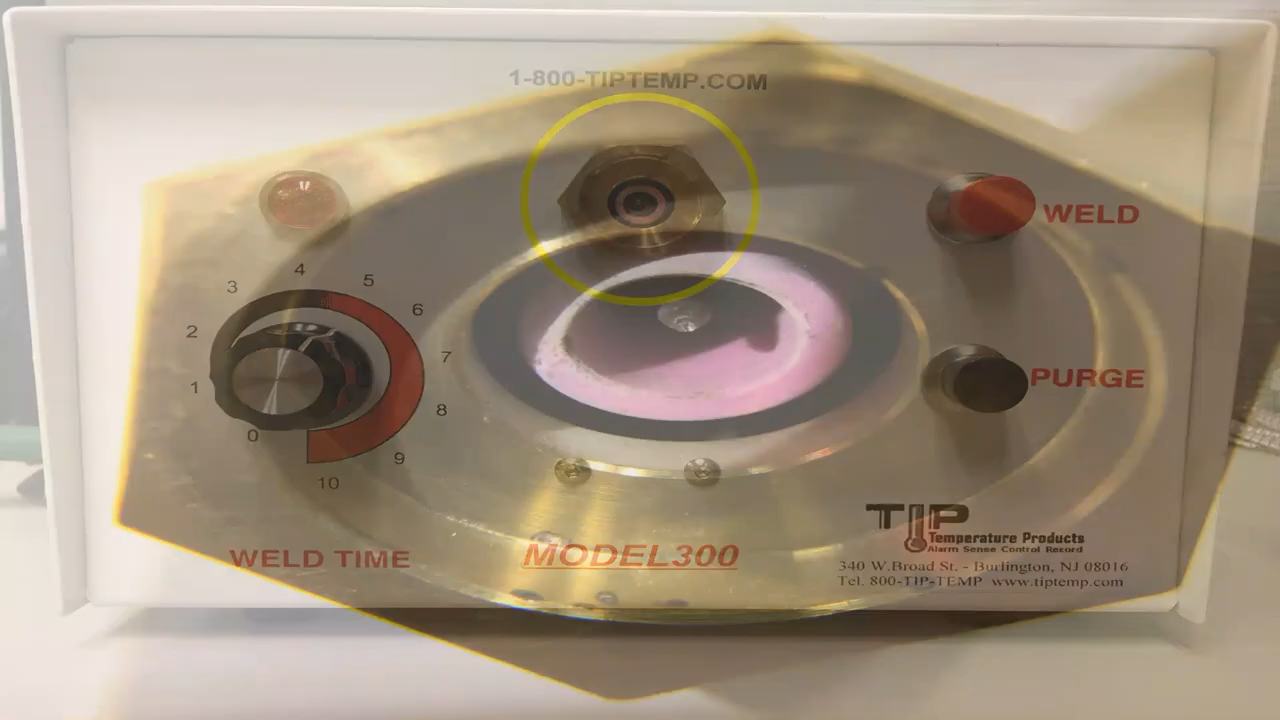 1-800-TIPTEMP.COM
WELD
4
5
3
6
2
7
1
PURGE
8
0
9
10
TIP
Temperature Products
Alarm Sense Control Record
WELD TIME
MODEL300
340 W.Broad St. - Burlington, NJ 08016
Tel. 800-TIP-TEMP www.tiptemp.com